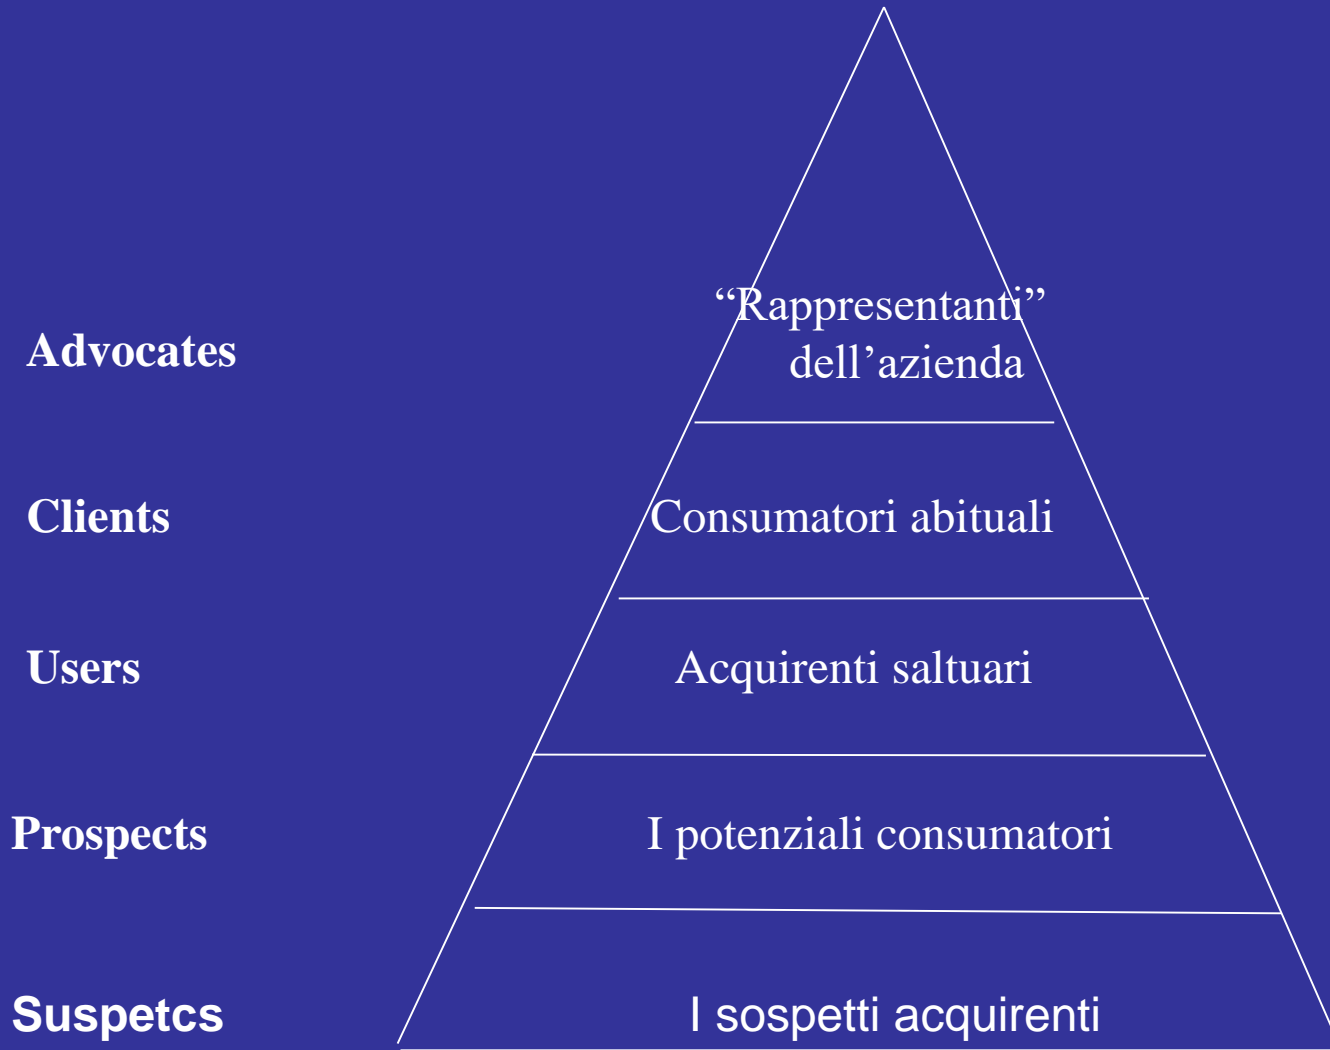 “Rappresentanti”
Advocates dell’azienda
Clients Consumatori abituali
Users Acquirenti saltuari
Prospects I potenziali consumatori
Suspetcs I sospetti acquirenti